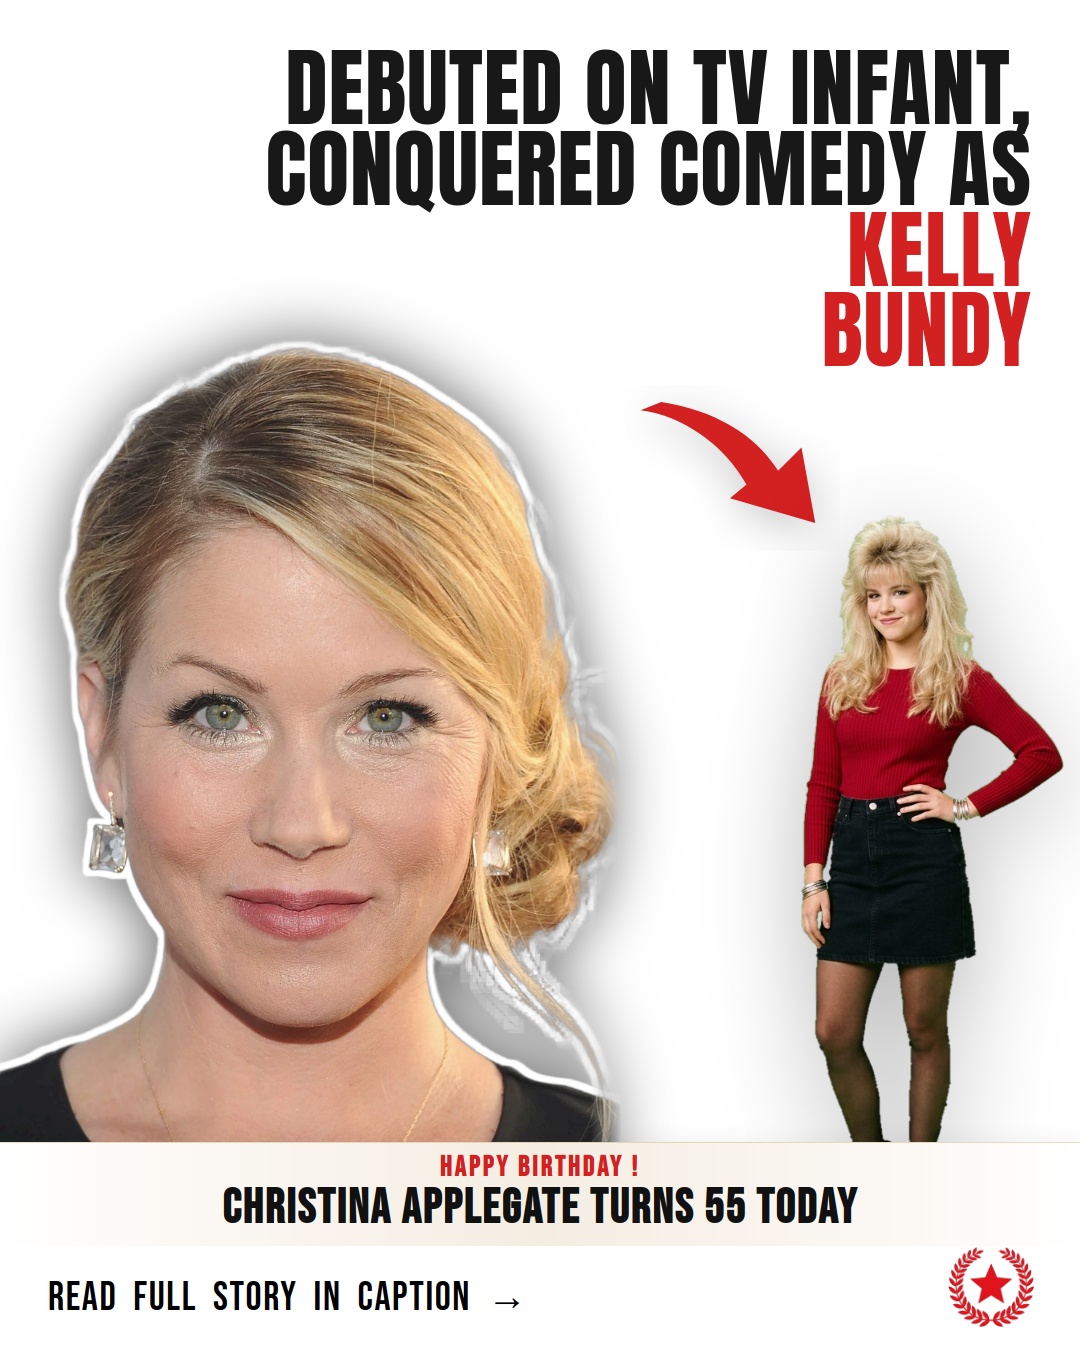 DEBUTED ON TV INFANT,
CONQUERED COMEDY AS
KELLY
BUNDY
HAPPY BIRTHDAY !
CHRISTINA APPLEGATE TURNS 55 TODAY
READ FULL STORY IN CAPTION →